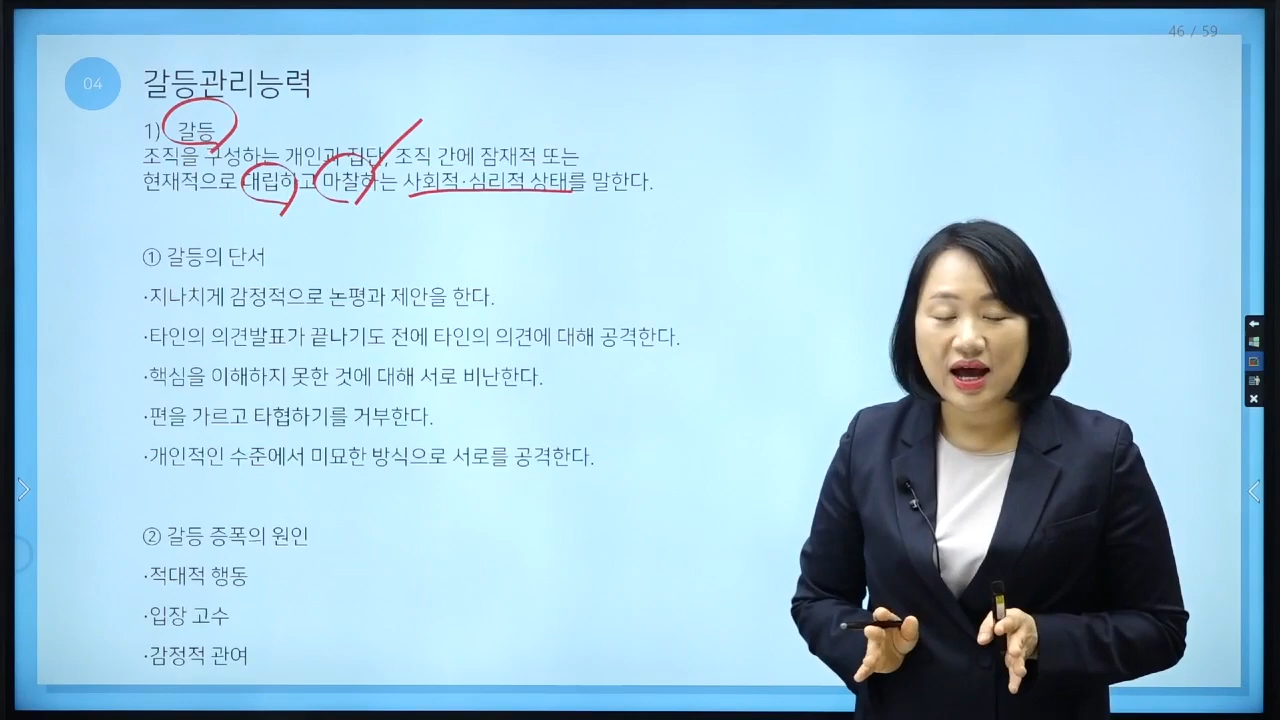 46 / 59
04
갈등관리능력
1) 갈등
조직을 구성하는 개인과 집단, 조직 간에 잠재적 또는
현재적으로 대립하고 마찰하는 사회적·심리적 상태를 말한다.
① 갈등의 단서
·지나치게 감정적으로 논평과 제안을 한다.
·타인의 의견발표가 끝나기도 전에 타인의 의견에 대해 공격한다.
·핵심을 이해하지 못한 것에 대해 서로 비난한다.
·편을 가르고 타협하기를 거부한다.
·개인적인 수준에서 미묘한 방식으로 서로를 공격한다.
② 갈등 증폭의 원인
·적대적 행동
·입장 고수
·감정적 관여